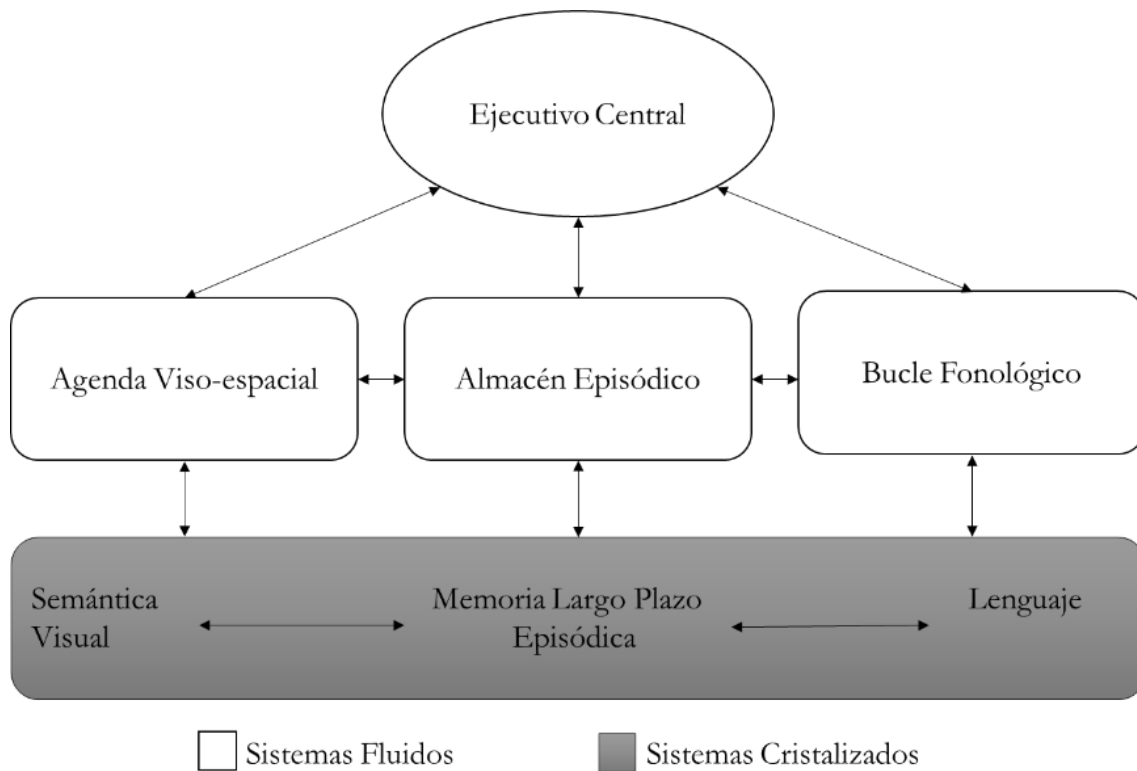 Ejecutivo Central
Agenda Viso-espacial
Almacén Episódico
Bucle Fonológico
Semántica
Visual
Memoria Largo Plazo
Episódica
Lenguaje
Sistemas Fluidos
Sistemas Cristalizados